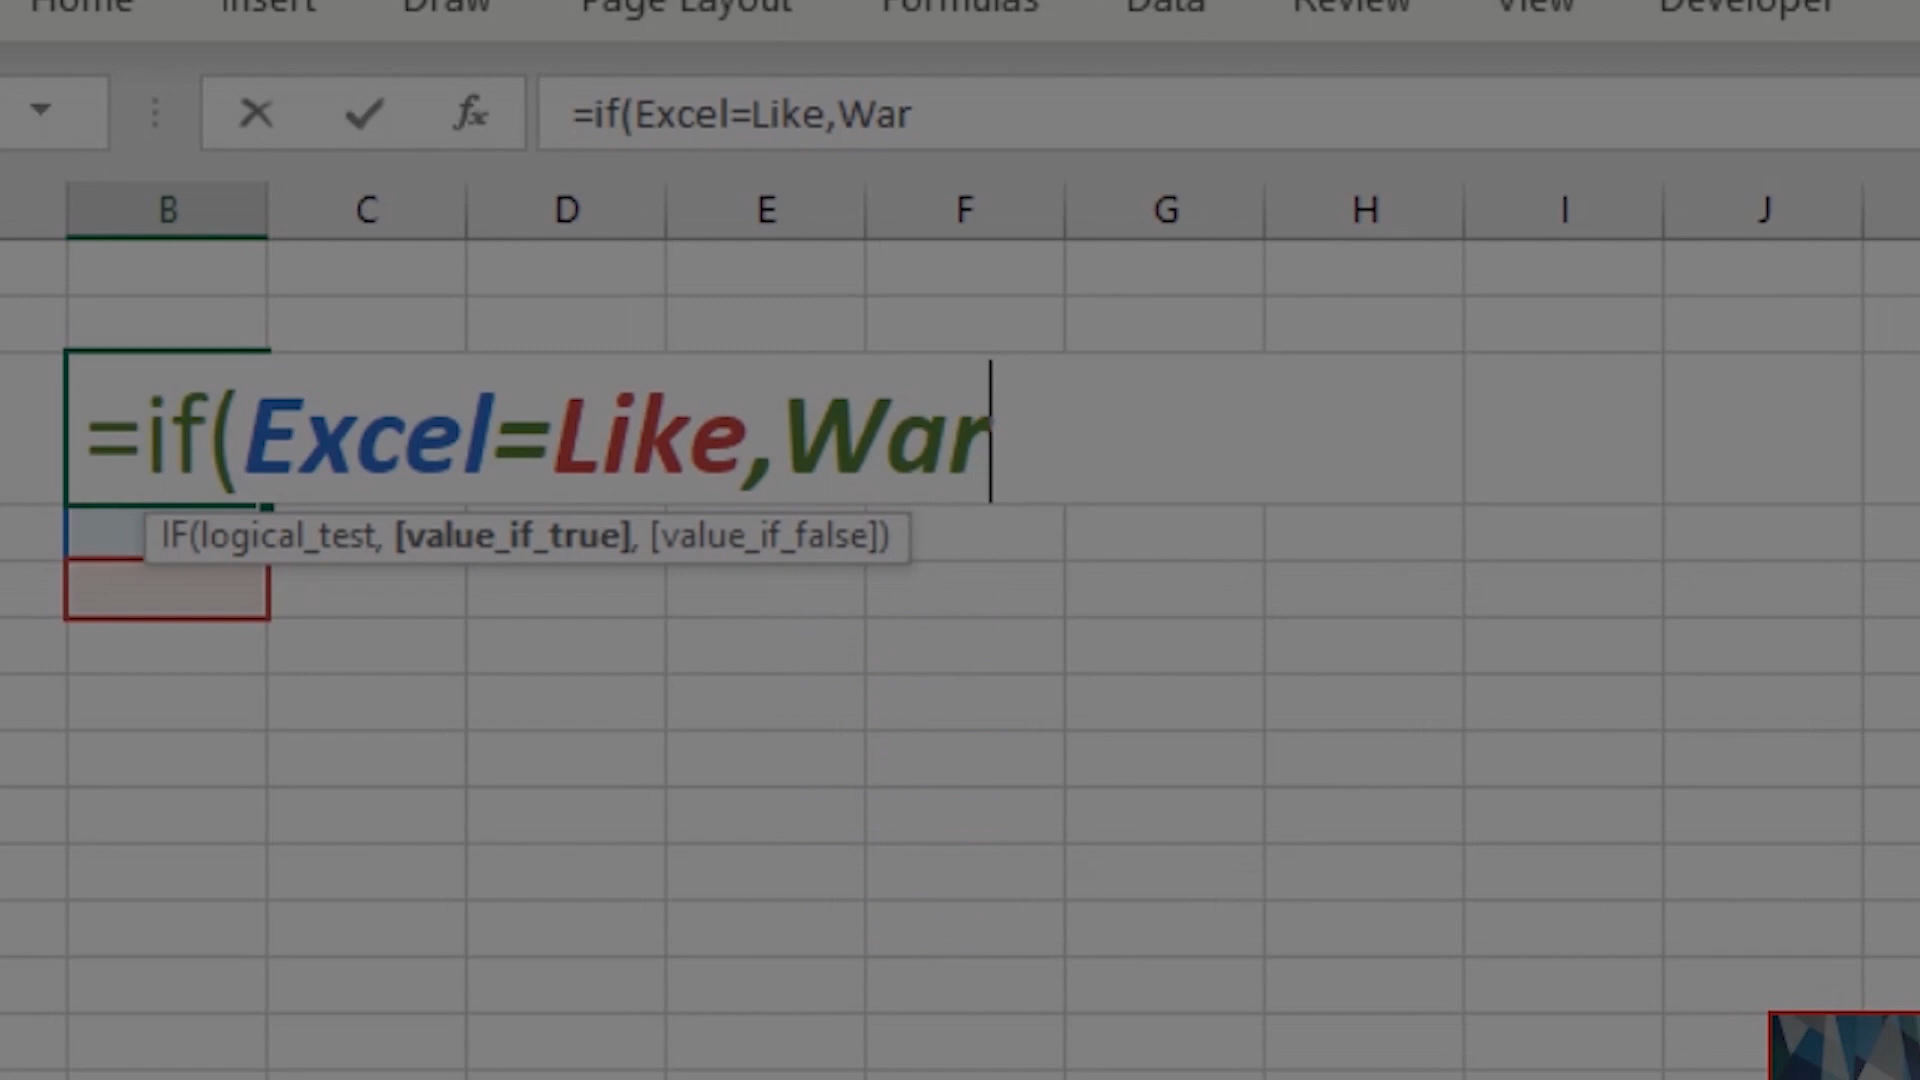 Home Insert Draw Page Layout Formulas Data Review View Developer
fx =if(Excel=Like,War
B C D E F G H I J
=if(Excel=Like,War
IF(logical_test, [value_if_true], [value_if_false])